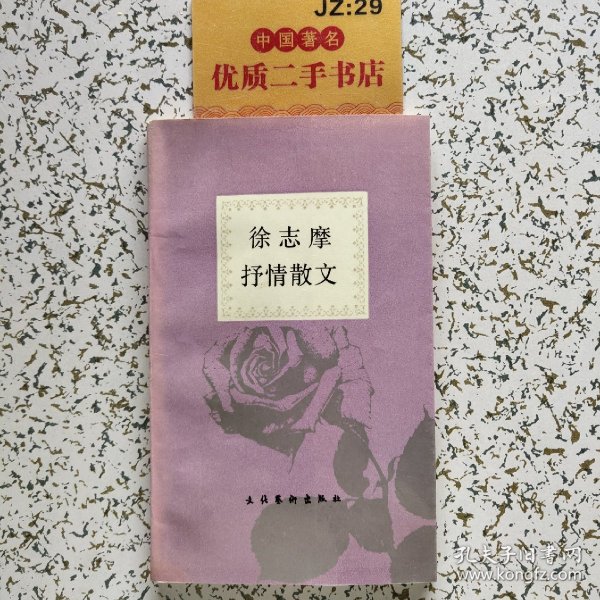 JZ:29
中国著名
优质二手书店
徐志摩
抒情散文
文化艺术出版社
孔夫子旧书网
www.kongfz.com